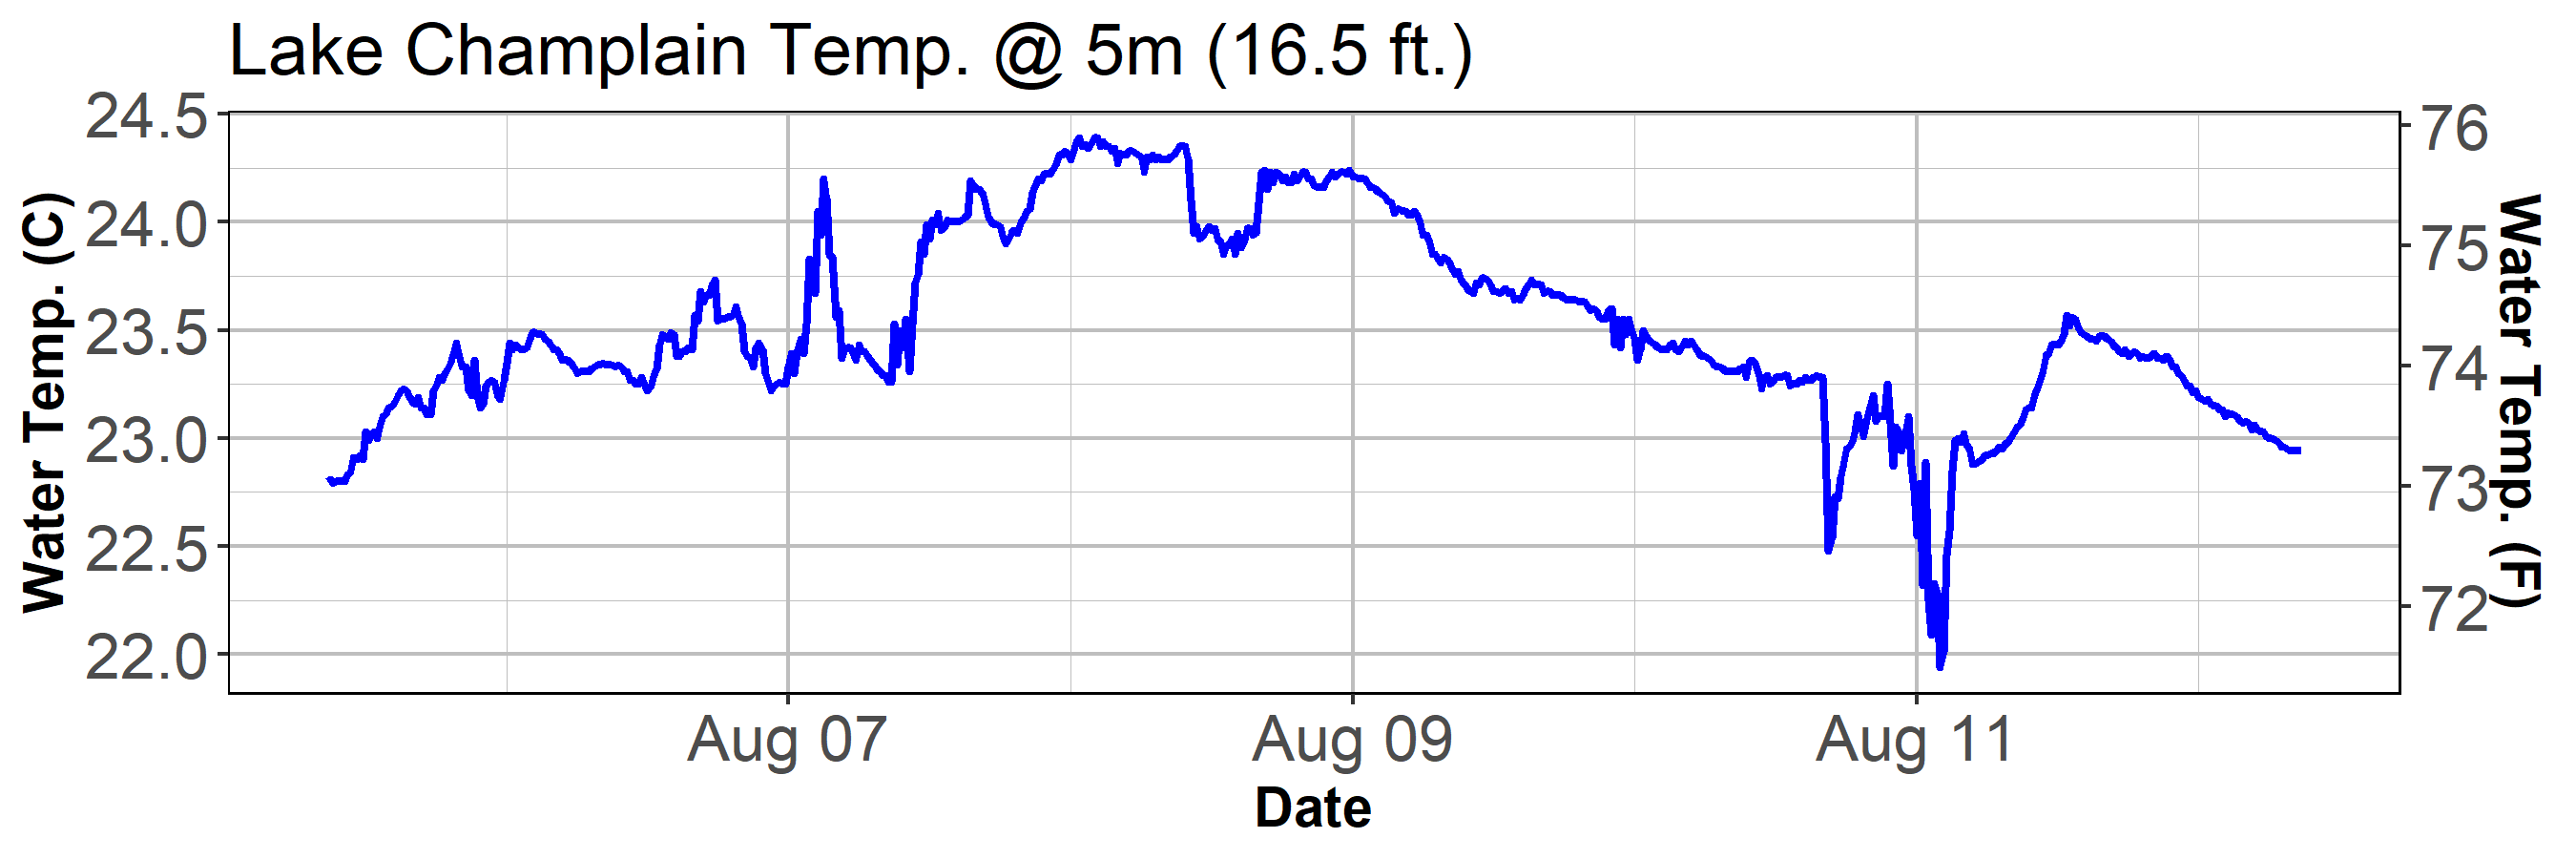 Lake Champlain Temp. @ 5m (16.5 ft.)
Water Temp. (C)
24.5
24.0
23.5
23.0
22.5
22.0
76
75
74
73
72
Water Temp. (F)
Aug 07
Aug 09
Aug 11
Date